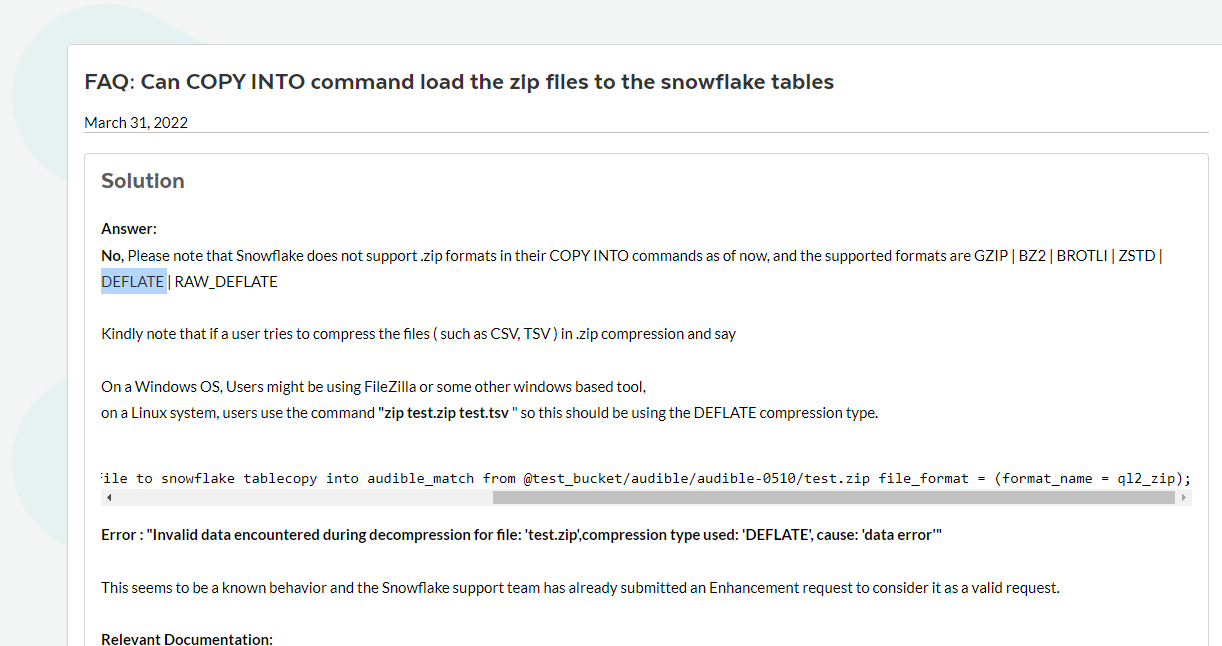 FAQ: Can COPY INTO command load the zip files to the snowflake tables
March 31, 2022
Solution
Answer:
No, Please note that Snowflake does not support .zip formats in their COPY INTO commands as of now, and the supported formats are GZIP | BZ2 | BROTLI | ZSTD |
DEFLATE | RAW_DEFLATE
Kindly note that if a user tries to compress the files ( such as CSV, TSV ) in .zip compression and say
On a Windows OS, Users might be using FileZilla or some other windows based tool,
on a Linux system, users use the command "zip test.zip test.tsv " so this should be using the DEFLATE compression type.
file to snowflake tablecopy into audible_match from @test_bucket/audible/audible-0510/test.zip file_format = (format_name = ql2_zip);
Error : "Invalid data encountered during decompression for file: 'test.zip',compression type used: 'DEFLATE', cause: 'data error'"
This seems to be a known behavior and the Snowflake support team has already submitted an Enhancement request to consider it as a valid request.
Relevant Documentation: